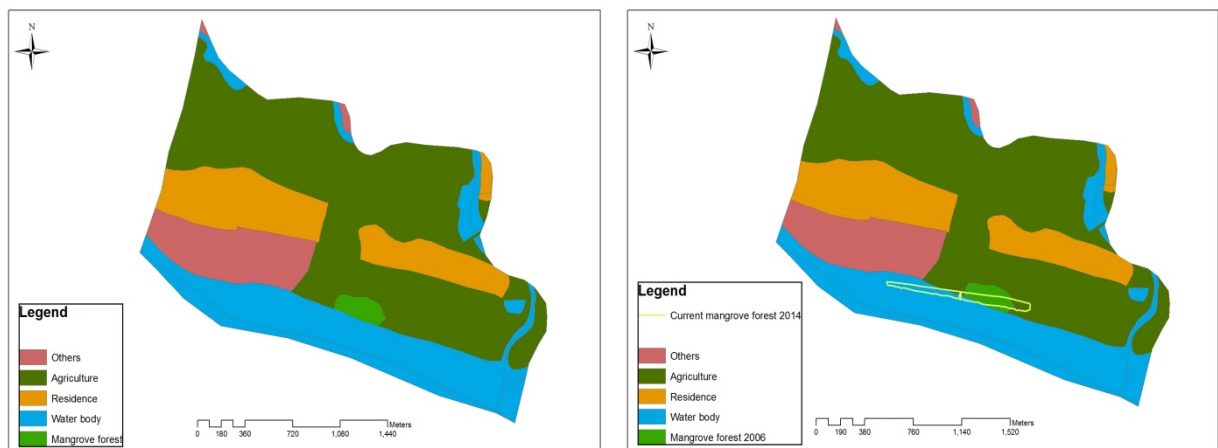 N
Legend
Others
Agriculture
Residence
Water body
Mangrove forest
Meters
0 180 360 720 1,080 1,440
N
Legend
Current mangrove forest 2014
Others
Agriculture
Residence
Water body
Mangrove forest 2006
Meters
0 190 380 760 1,140 1,520